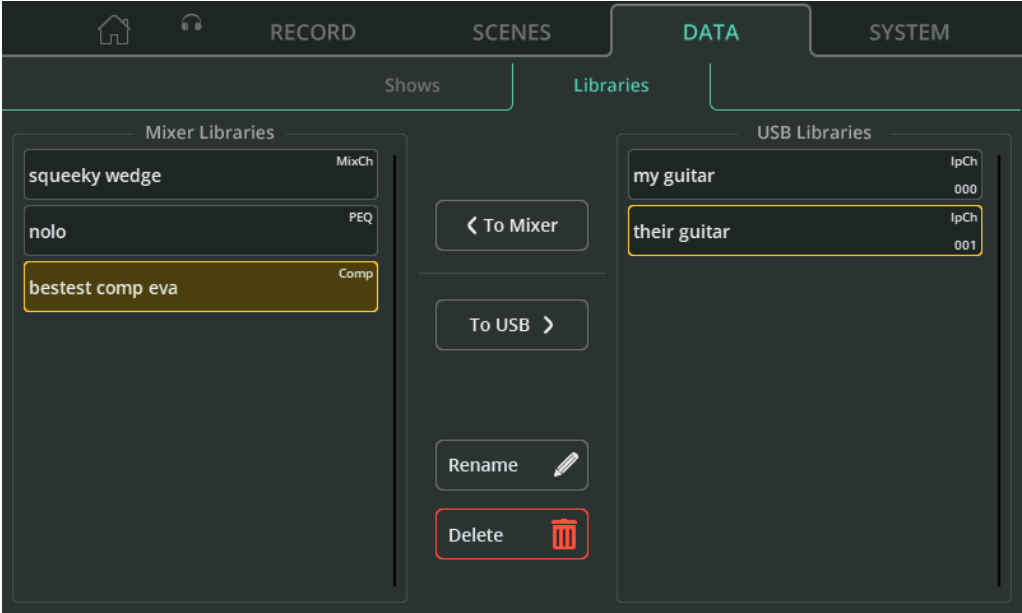 RECORD SCENES DATA SYSTEM
Shows Libraries
Mixer Libraries
squeeky wedge MixCh
nolo PEQ
bestest comp eva Comp
To Mixer
To USB
Rename
Delete
USB Libraries
my guitar IpCh
000
their guitar IpCh
001